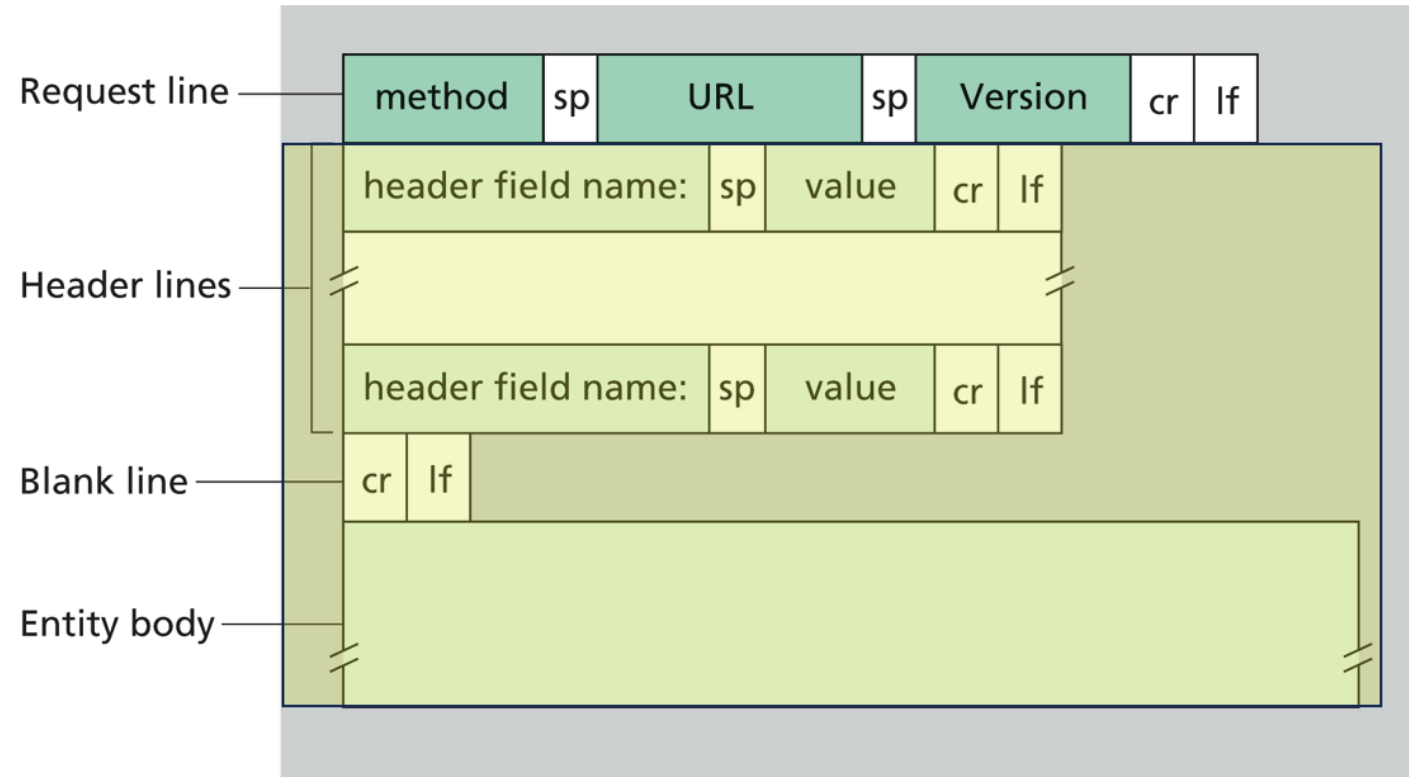 Request line method sp URL sp Version cr lf
header field name: sp value cr lf
Header lines
header field name: sp value cr lf
Blank line cr lf
Entity body